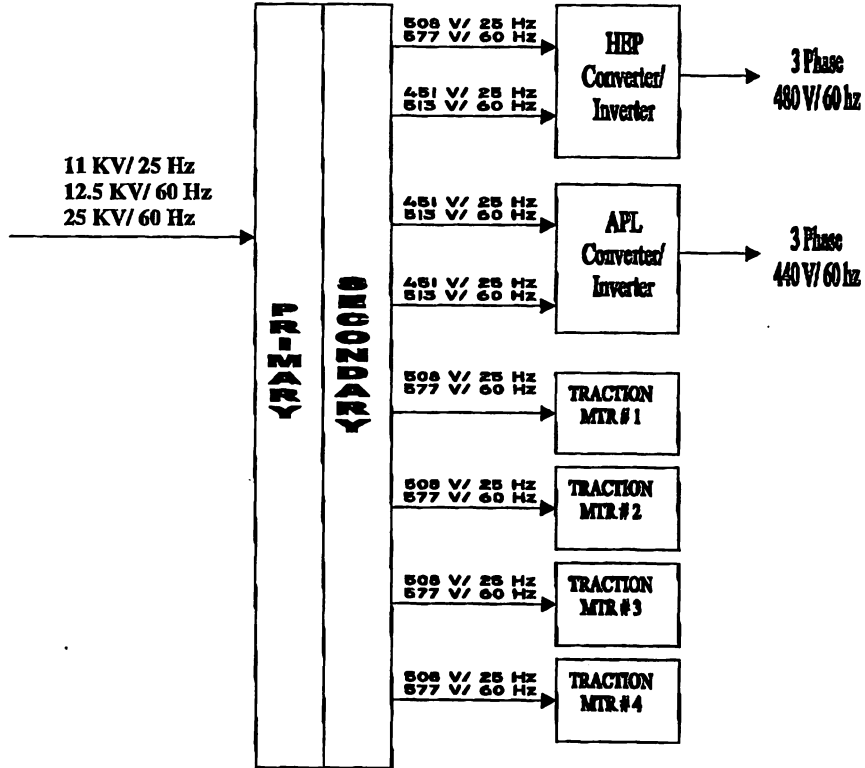 11 KV/ 25 Hz
12.5 KV/ 60 Hz
25 KV/ 60 Hz
PRIMARY
SECONDARY
508 V/ 25 Hz
577 V/ 60 Hz
451 V/ 25 Hz
513 V/ 60 Hz
HEP
Converter/
Inverter
3 Phase
480 V/ 60 hz
451 V/ 25 Hz
513 V/ 60 Hz
451 V/ 25 Hz
513 V/ 60 Hz
APL
Converter/
Inverter
3 Phase
440 V/ 60 hz
508 V/ 25 Hz
577 V/ 60 Hz
TRACTION
MTR # 1
508 V/ 25 Hz
577 V/ 60 Hz
TRACTION
MTR # 2
508 V/ 25 Hz
577 V/ 60 Hz
TRACTION
MTR # 3
508 V/ 25 Hz
577 V/ 60 Hz
TRACTION
MTR # 4